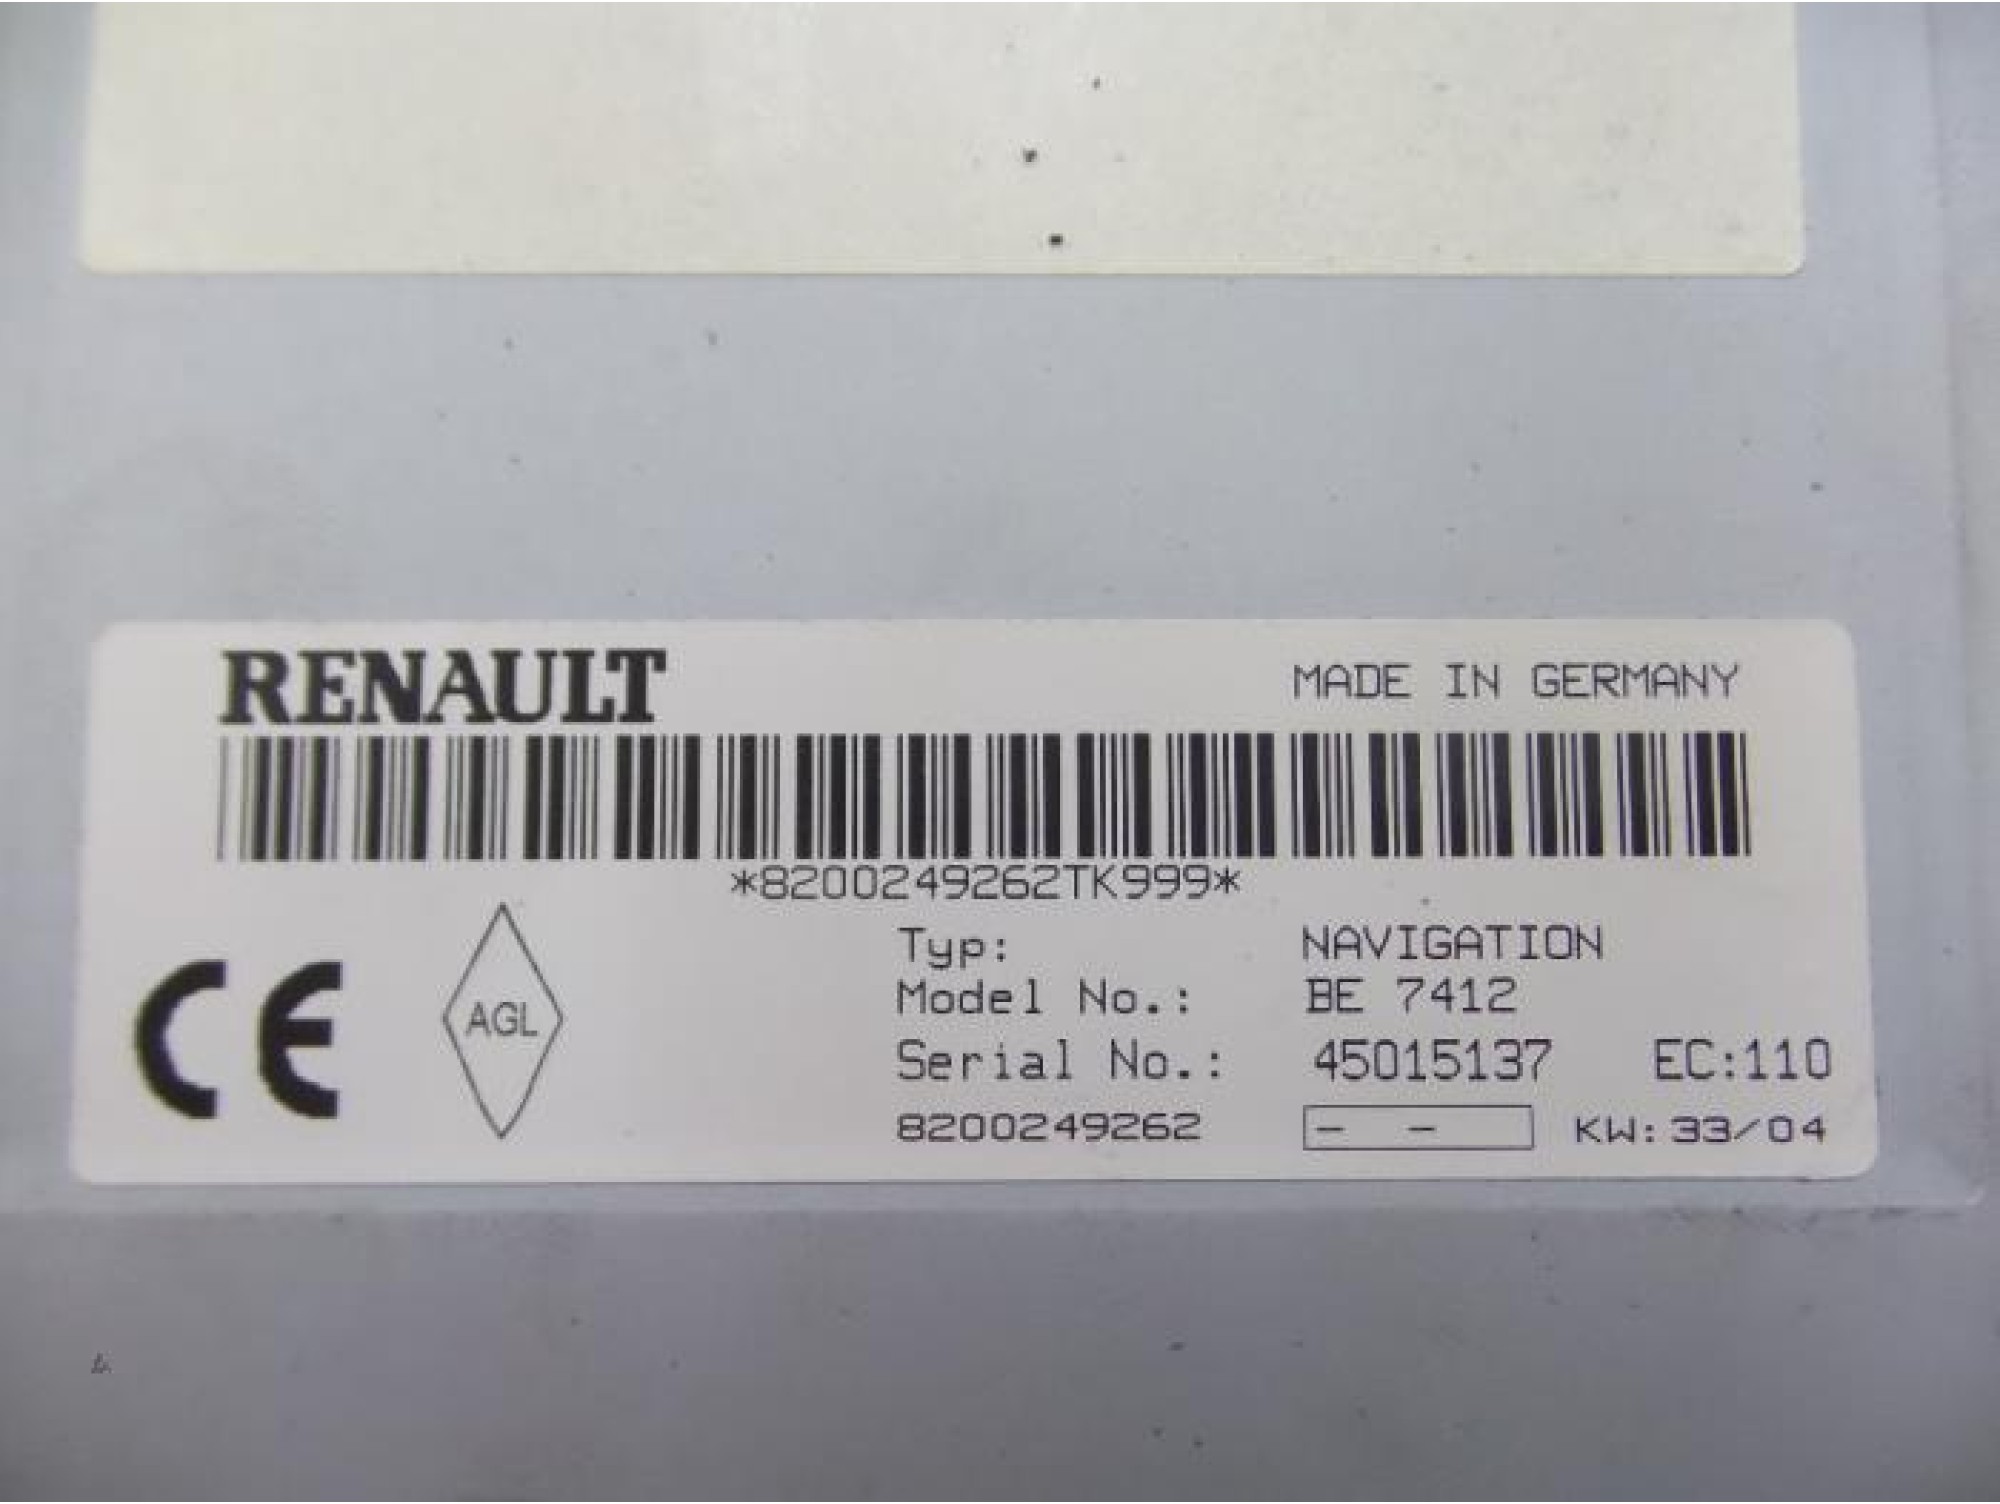 RENAULT
MADE IN GERMANY
*8200249262TK999*
CE
AGL
Typ: NAVIGATION
Model No.: BE 7412
Serial No.: 45015137 EC:110
8200249262 - - KW:33/04